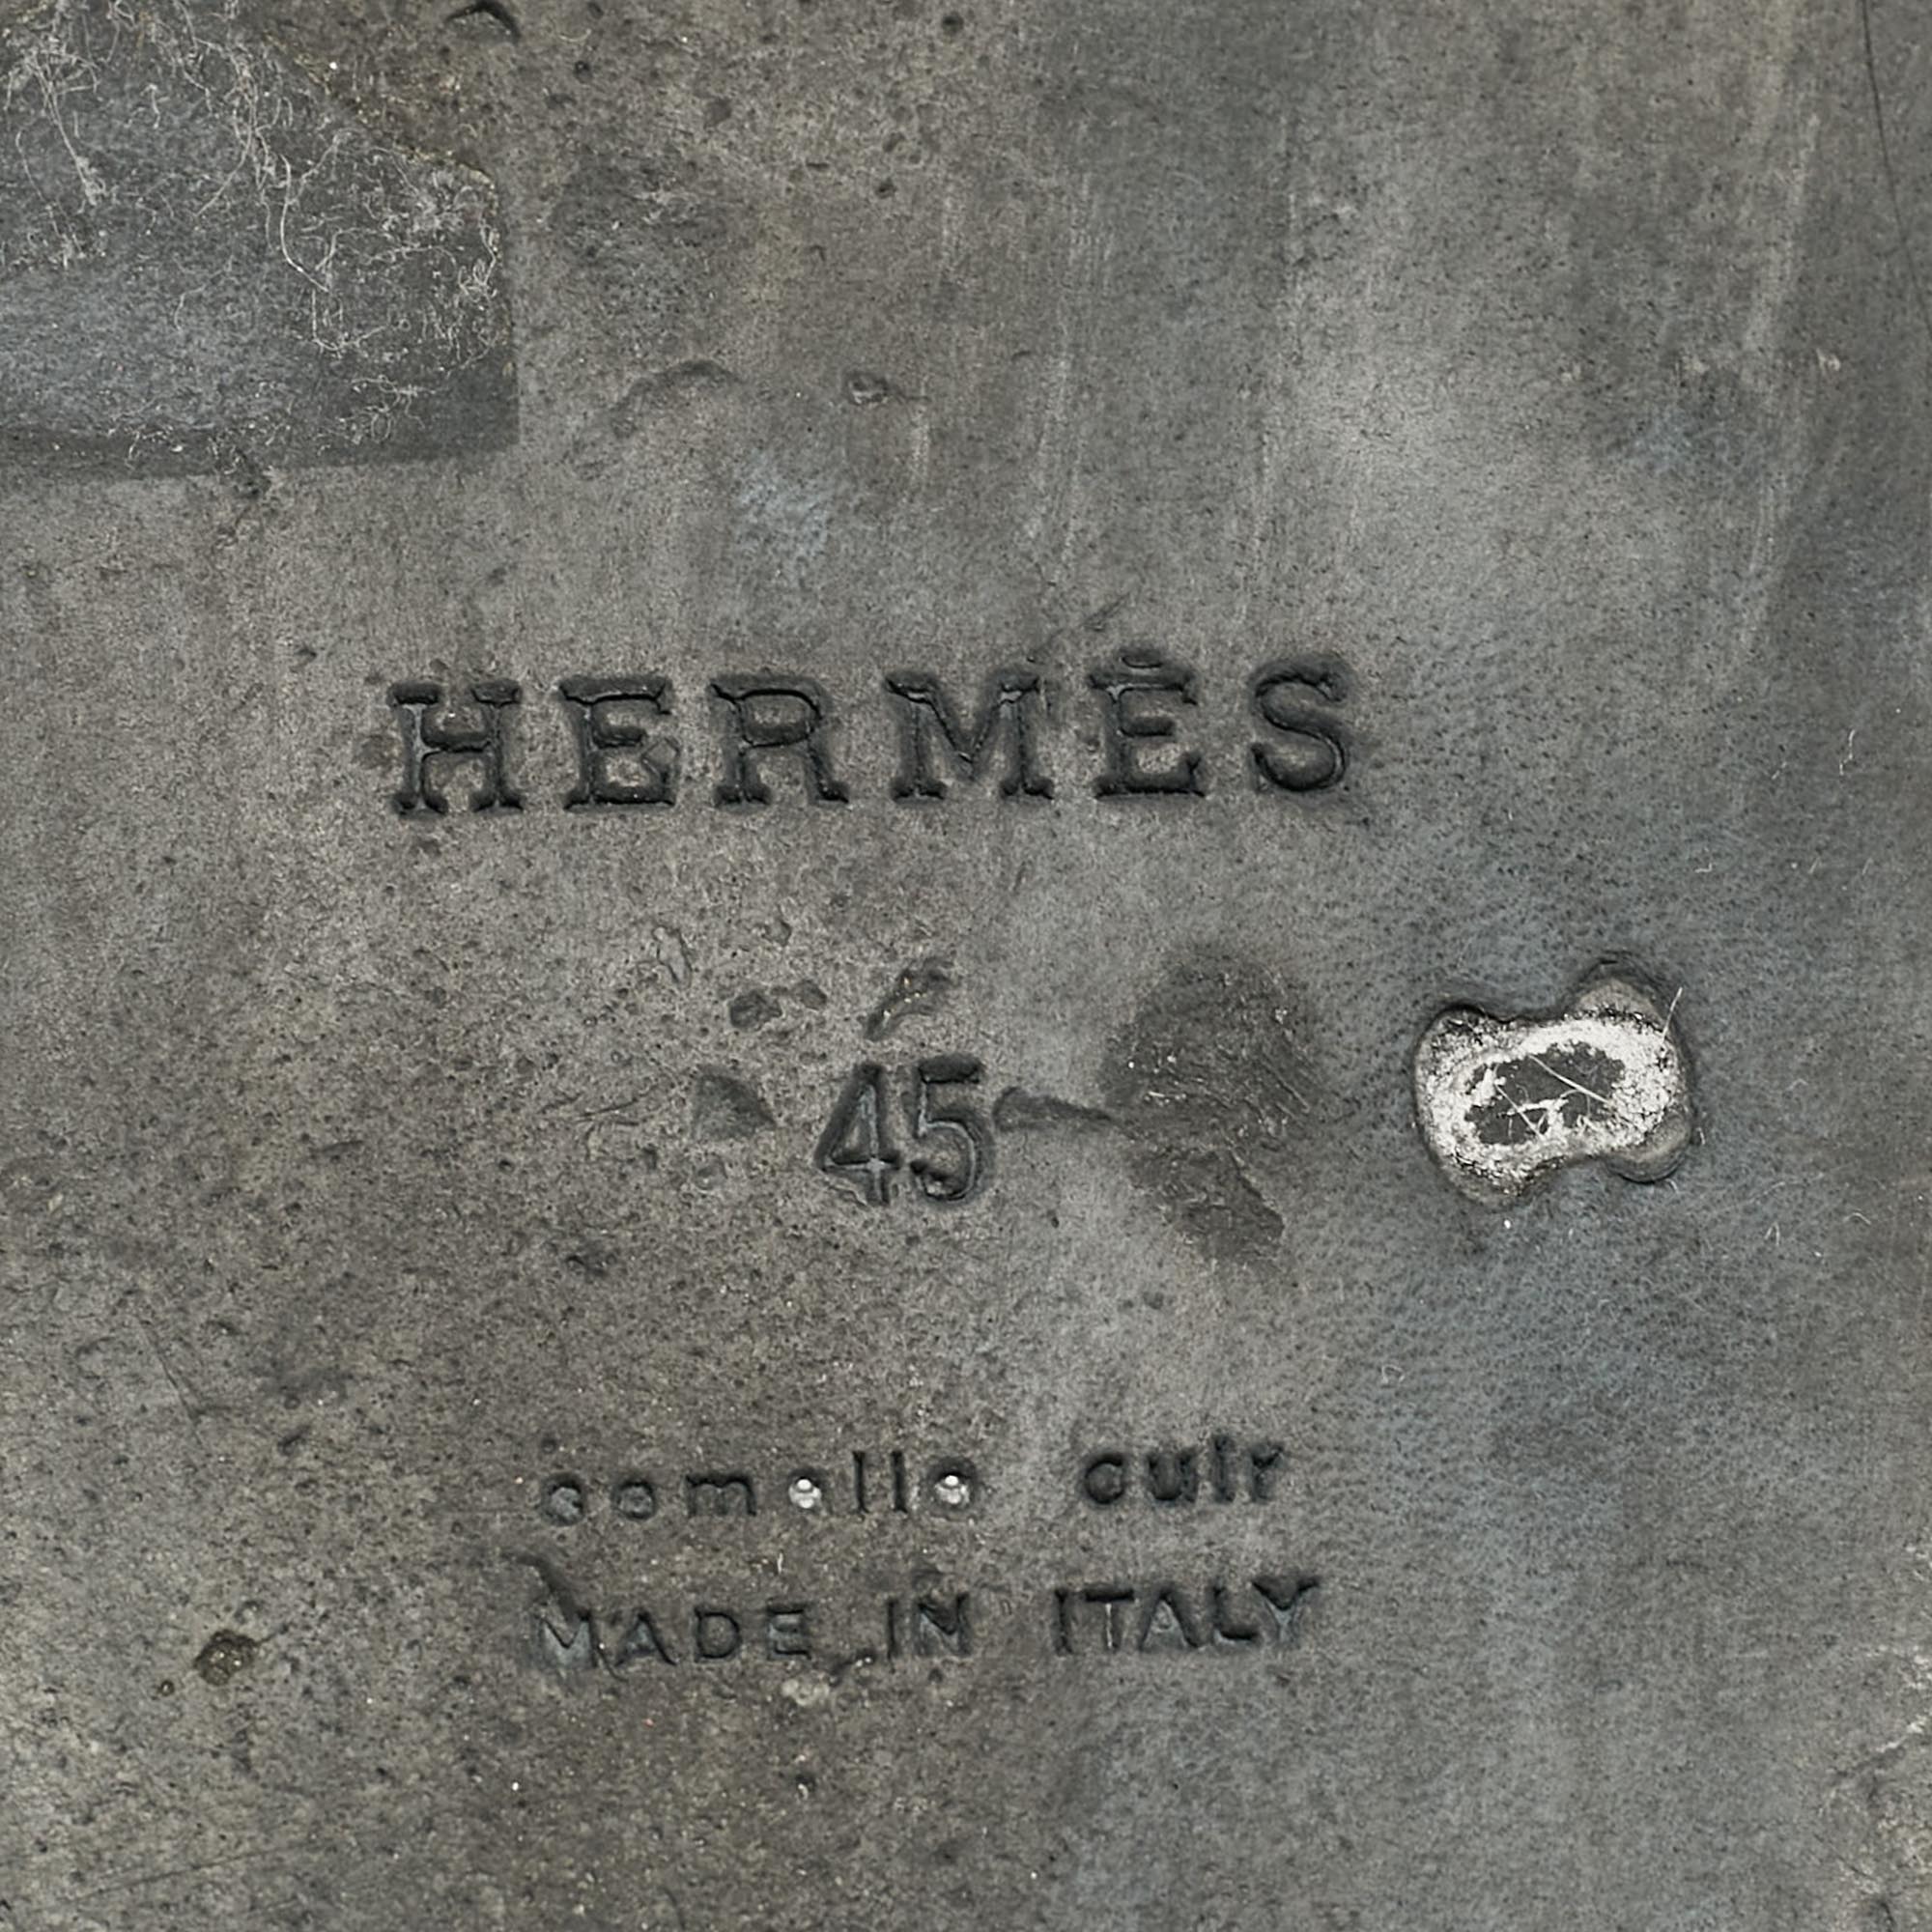 HERMÈS
45
semelle cuir
MADE IN ITALY